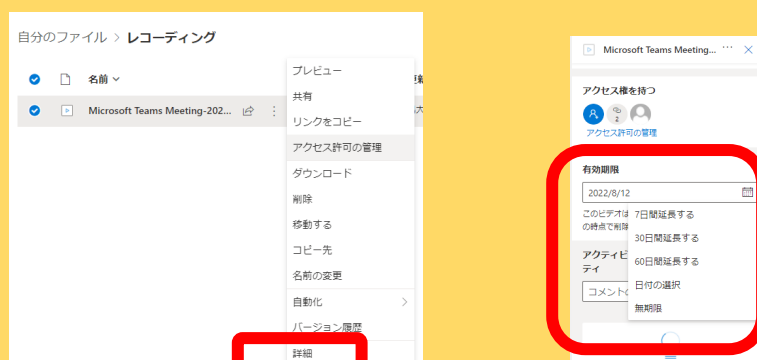 自分のファイル > レコーディング
名前
Microsoft Teams Meeting-202...
プレビュー
共有
リンクをコピー
アクセス許可の管理
ダウンロード
削除
移動する
コピー先
名前の変更
自動化
バージョン履歴
詳細
Microsoft Teams Meeting...
アクセス権を持つ
2
アクセス許可の管理
有効期限
2022/8/12
このビデオは
の時点で削除
7日間延長する
30日間延長する
60日間延長する
日付の選択
無期限
アクティビ
ティ
コメントの